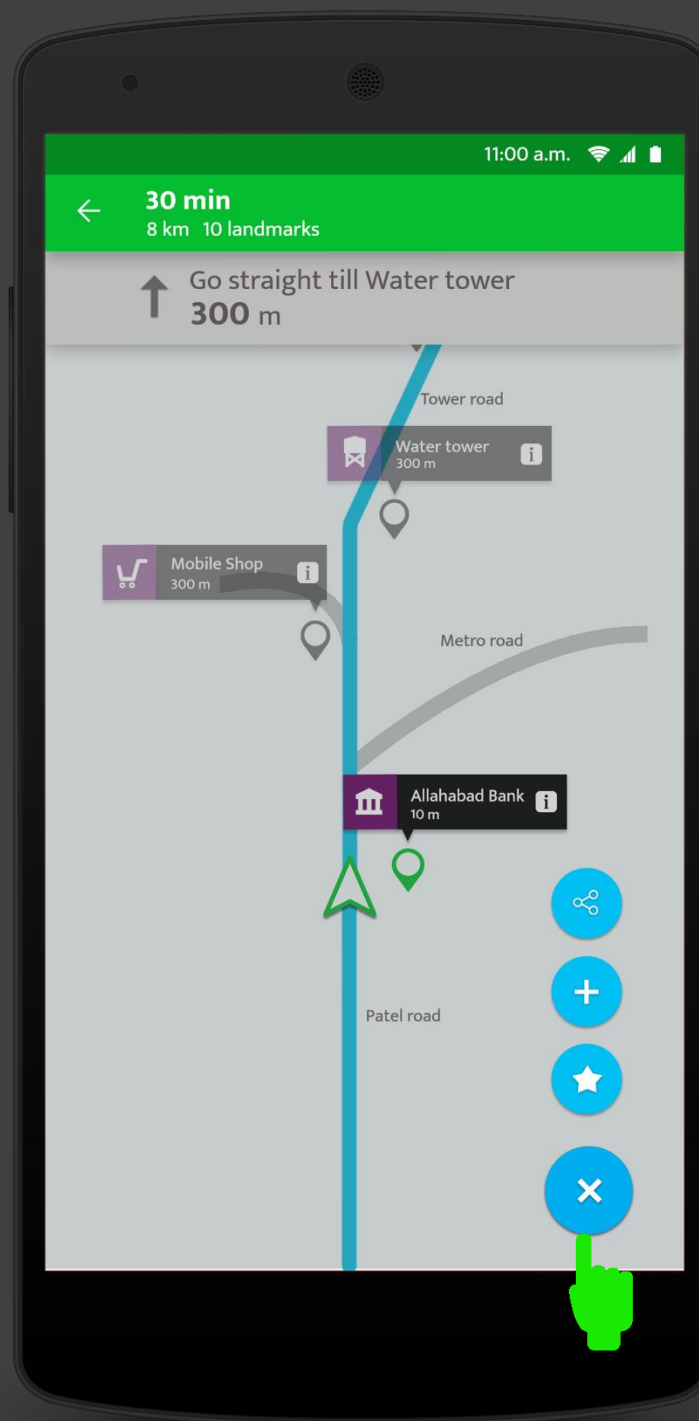 11:00 a.m.
30 min
8 km 10 landmarks
Go straight till Water tower
300 m
Tower road
Water tower
300 m
Mobile Shop
300 m
Metro road
Allahabad Bank
10 m
Patel road